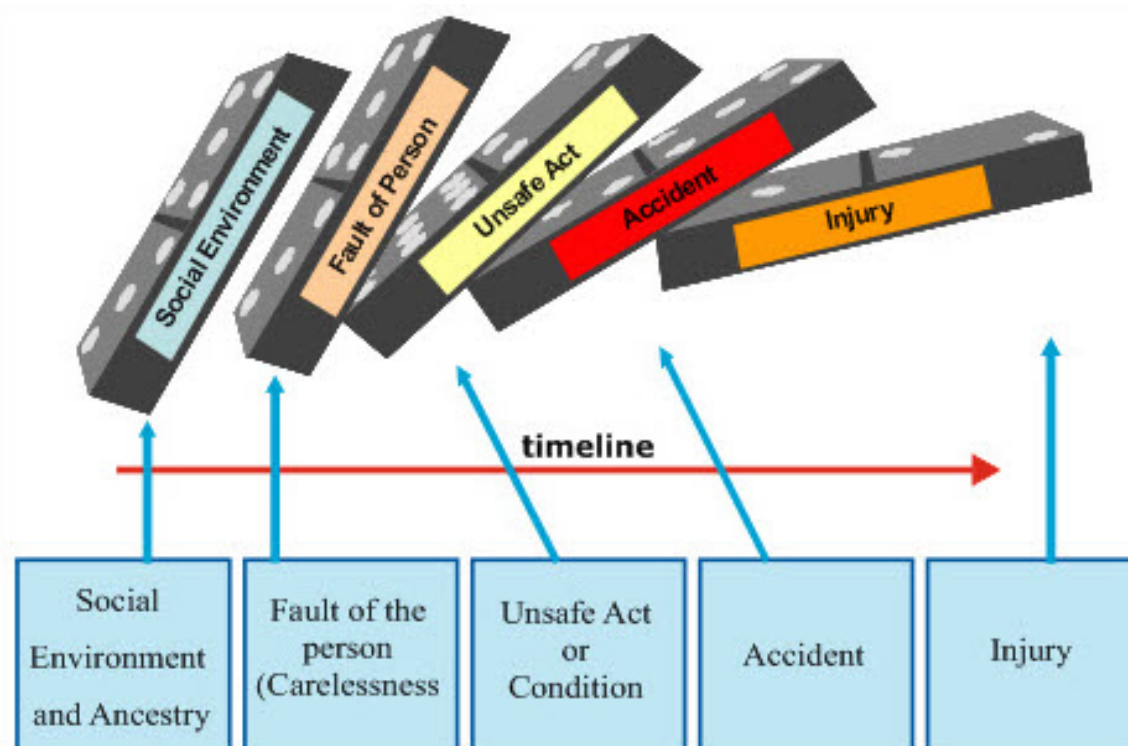 Social Environment
Fault of Person
Unsafe Act
Accident
Injury
timeline
Social
Environment
and Ancestry
Fault of the
person
(Carelessness
Unsafe Act
or
Condition
Accident
Injury